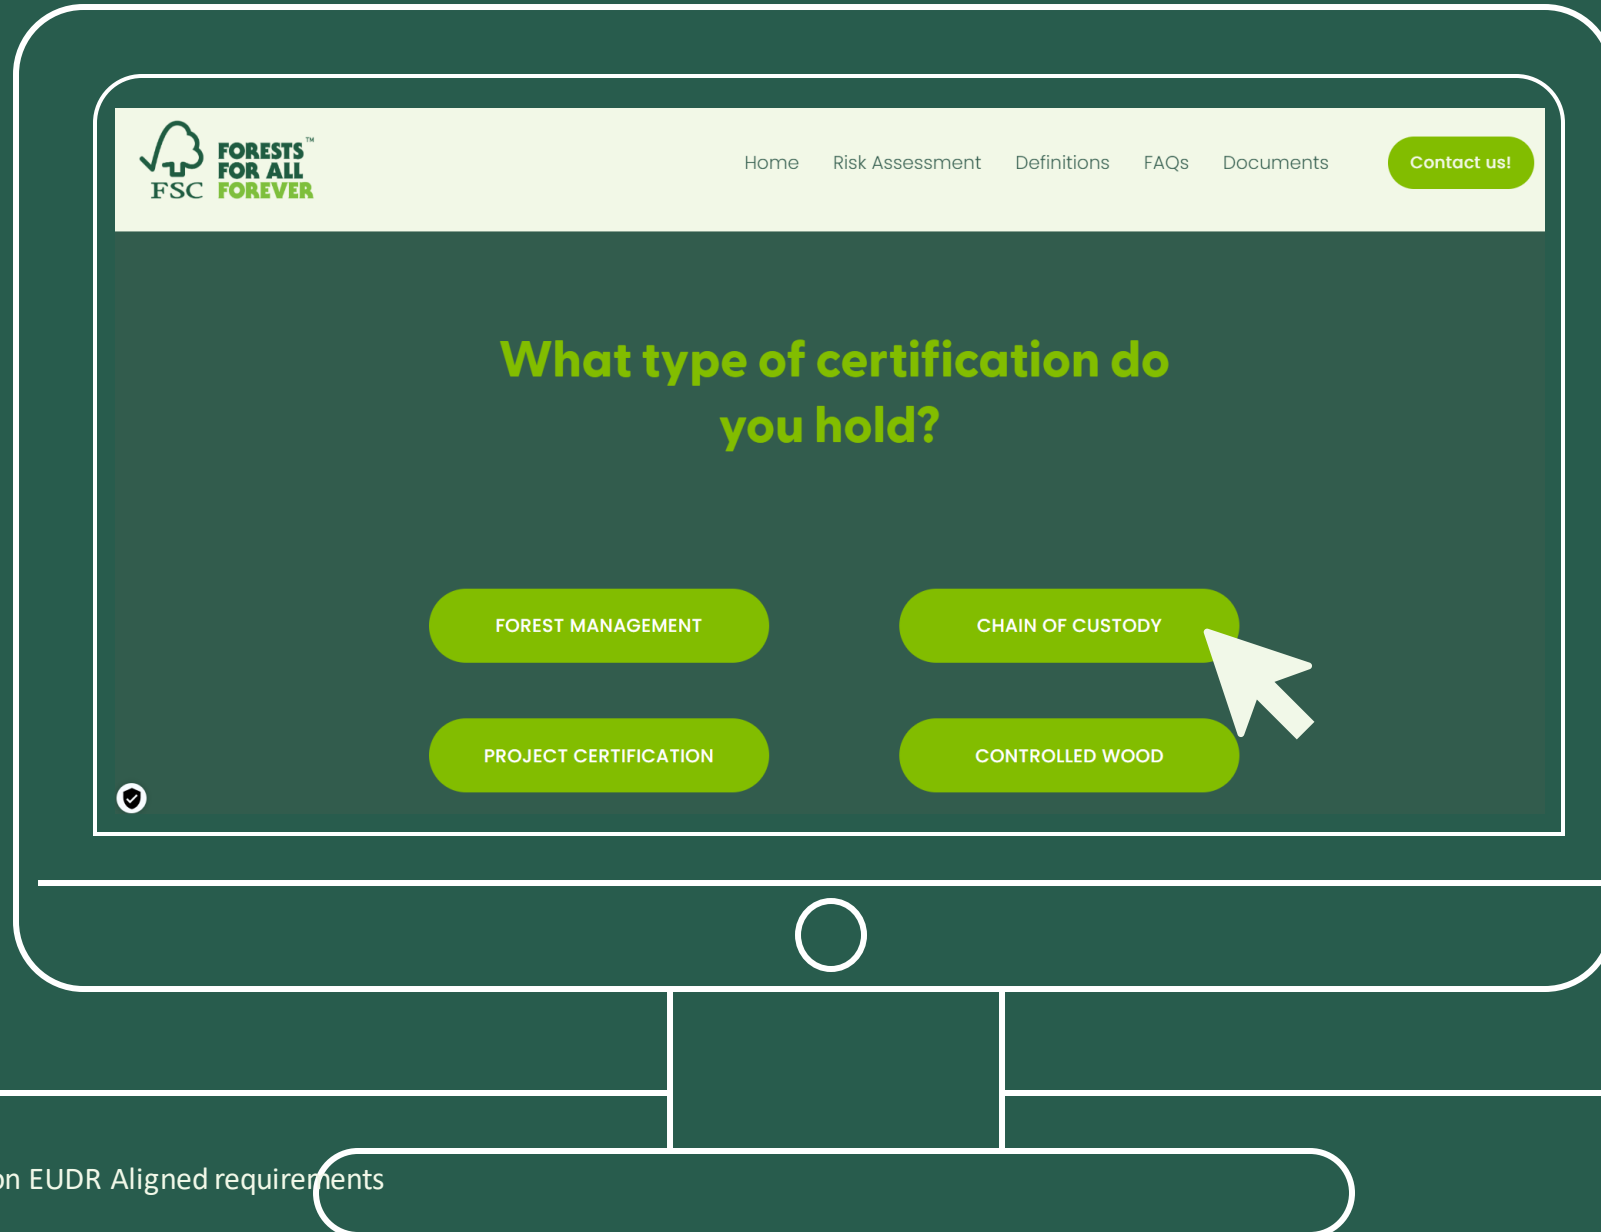 FSC
FORESTS™
FOR ALL
FOREVER
Home Risk Assessment Definitions FAQs Documents Contact us!
What type of certification do
you hold?
FOREST MANAGEMENT CHAIN OF CUSTODY
PROJECT CERTIFICATION CONTROLLED WOOD
EUDR Aligned requirements